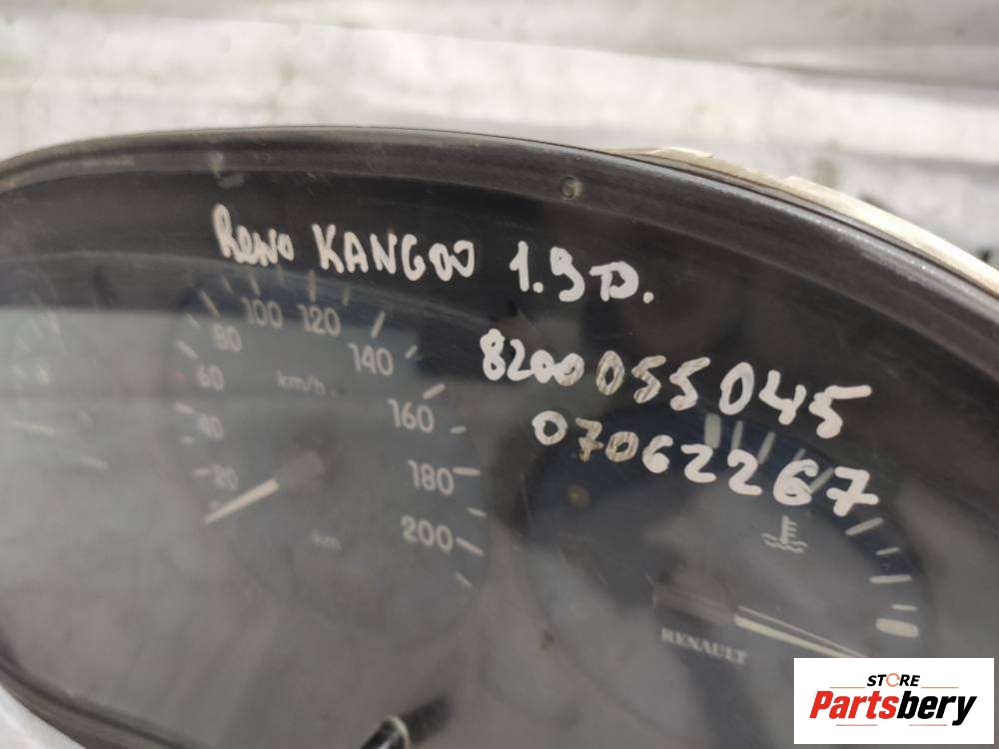 Reno KANGOO 1.9 D.
8200055045
07062267
100 120
80 140
km/h
60
160
40
180
20
200
km
RENAULT
STORE
Partsbery